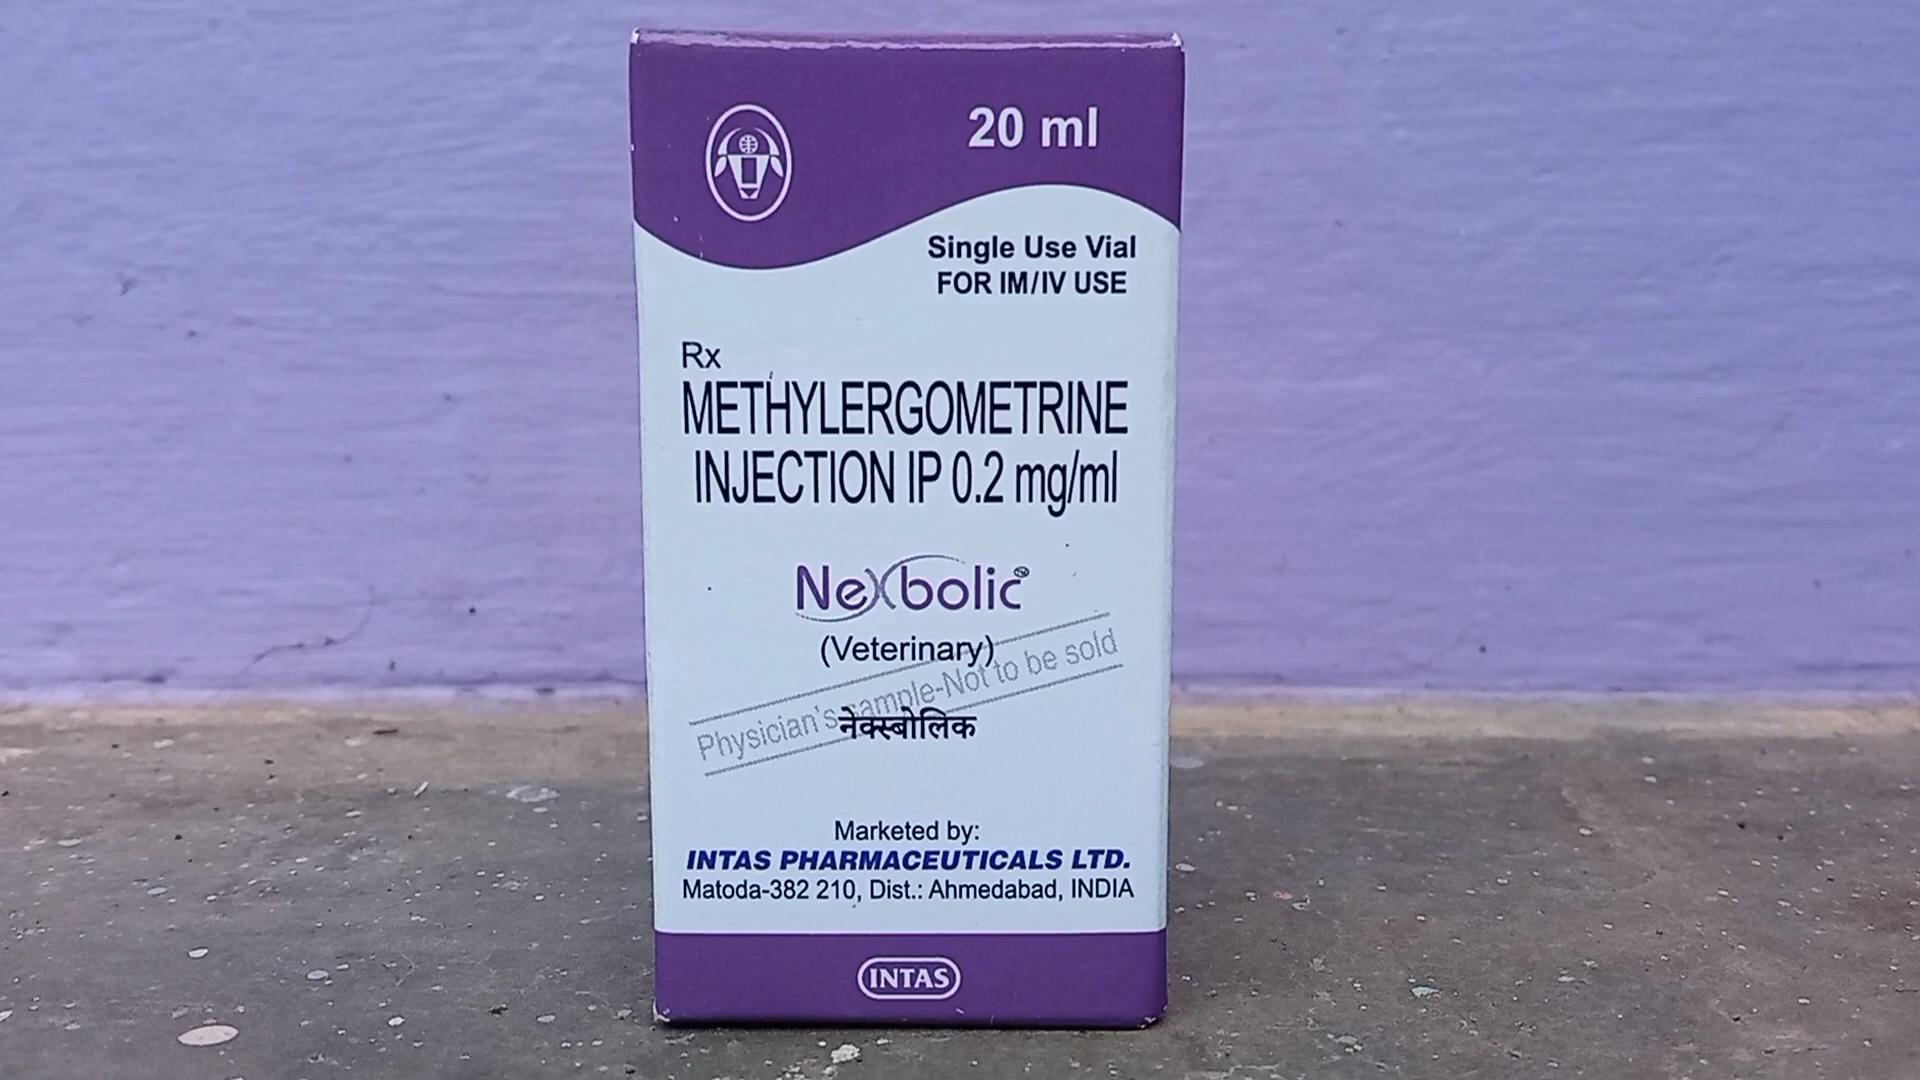 20 ml
Single Use Vial
FOR IM/IV USE
Rx
METHYLERGOMETRINE
INJECTION IP 0.2 mg/ml
Nexbolic™
(Veterinary)
Physician's sample-Not to be sold
नेक्स्बोलिक
Marketed by:
INTAS PHARMACEUTICALS LTD.
Matoda-382 210, Dist.: Ahmedabad, INDIA
INTAS